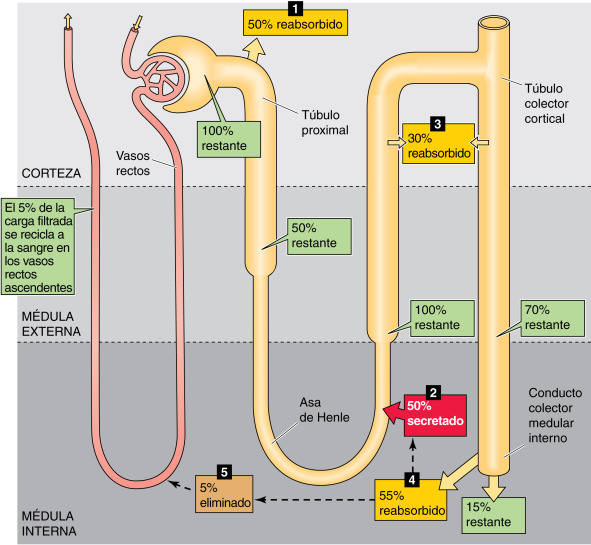 1
50% reabsorbido
Túbulo
proximal
100%
restante
Vasos
rectos
CORTEZA
Túbulo
colector
cortical
3
30%
reabsorbido
El 5% de la
carga filtrada
se recicla a
la sangre en
los vasos
rectos
ascendentes
50%
restante
MÉDULA
EXTERNA
100%
restante
70%
restante
2
50%
secretado
Asa
de Henle
Conducto
colector
medular
interno
5
5%
eliminado
4
55%
reabsorbido
15%
restante
MÉDULA
INTERNA